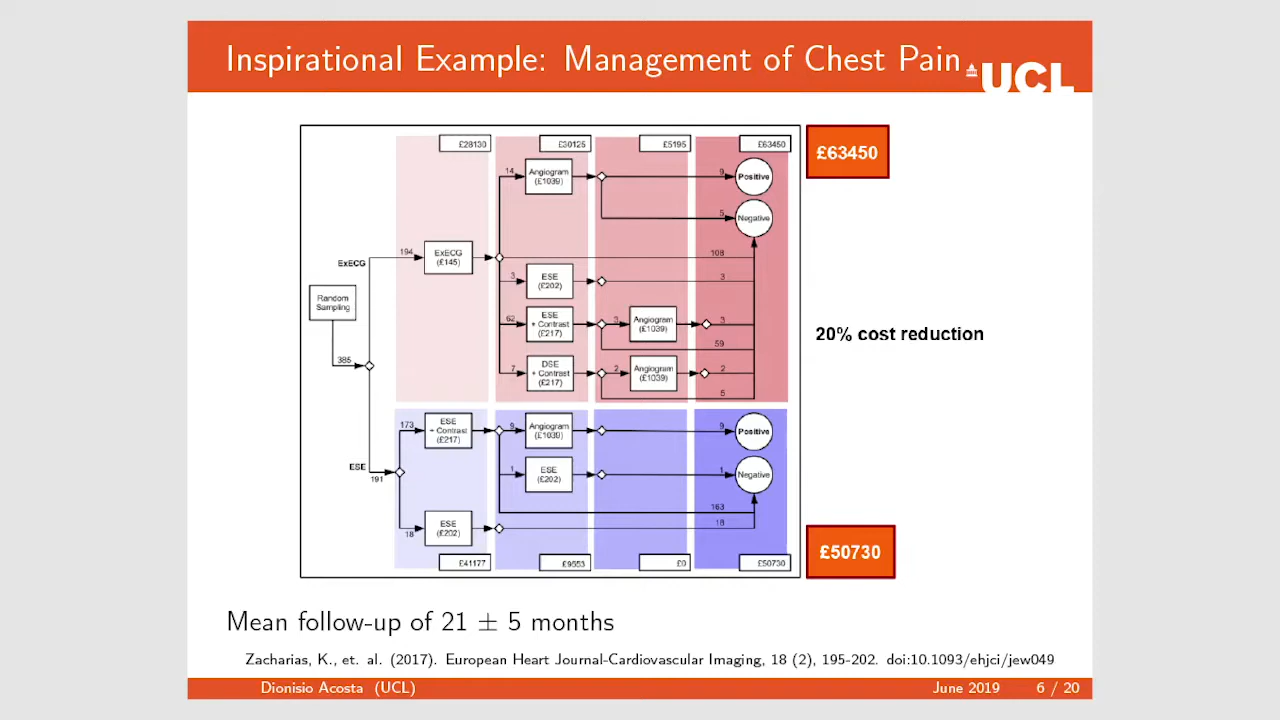 Inspirational Example: Management of Chest Pain
UCL
£28130
£30125
£5195
£63450
£63450
14
Angiogram
(£1039)
9
Positive
5
Negative
ExECG
194
ExECG
(£145)
108
3
ESE
(£202)
3
Random
Sampling
62
ESE
+ Contrast
(£217)
3
Angiogram
(£1039)
3
59
20% cost reduction
385
7
DSE
+ Contrast
(£217)
2
Angiogram
(£1039)
2
5
173
ESE
+ Contrast
(£217)
9
Angiogram
(£1039)
9
Positive
ESE
191
1
ESE
(£202)
1
Negative
163
18
ESE
(£202)
18
£41177
£9553
£0
£50730
£50730
Mean follow-up of 21 ± 5 months
Zacharias, K., et. al. (2017). European Heart Journal-Cardiovascular Imaging, 18 (2), 195-202. doi:10.1093/ehjci/jew049
Dionisio Acosta (UCL)
June 2019
6 / 20